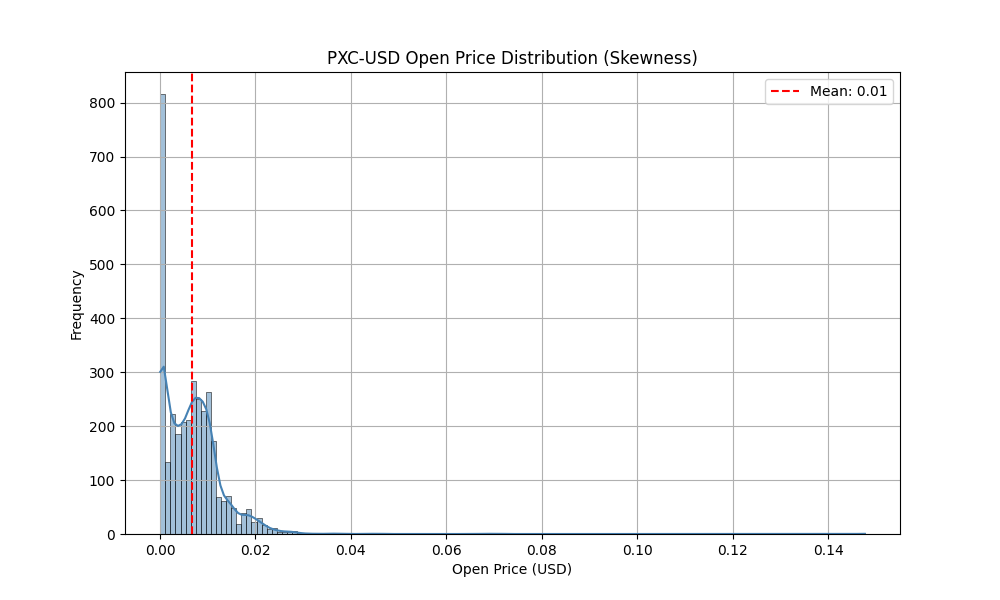 PXC-USD Open Price Distribution (Skewness)
Mean: 0.01
Frequency
800
700
600
500
400
300
200
100
0
0.00 0.02 0.04 0.06 0.08 0.10 0.12 0.14
Open Price (USD)